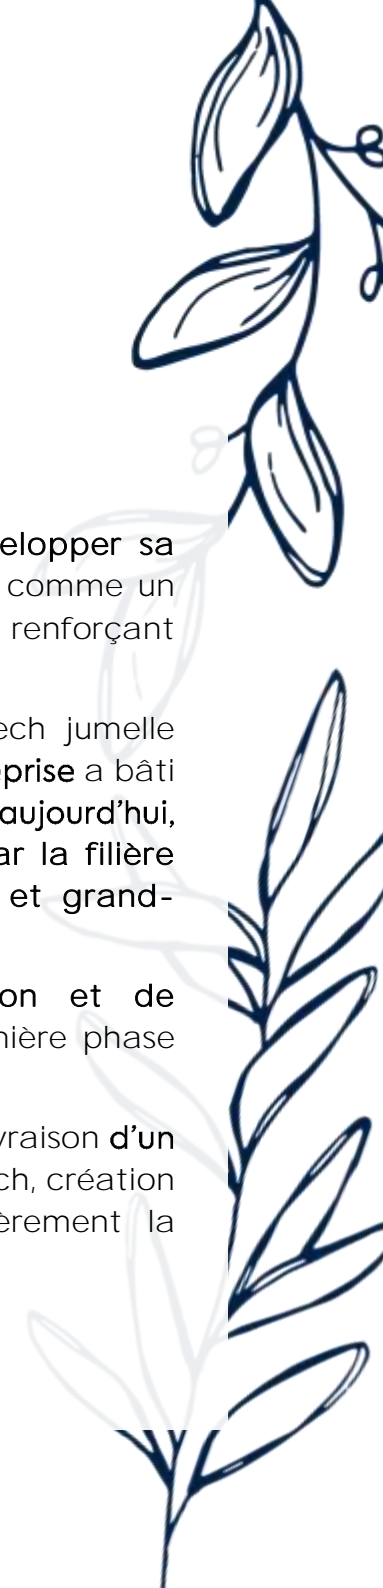 elopper sa
comme un
renforçant
ech jumelle
prise a bâti
aujourd'hui,
ar la filière
et grand-
on et de
nière phase
vraison d'un
ch, création
èrement la